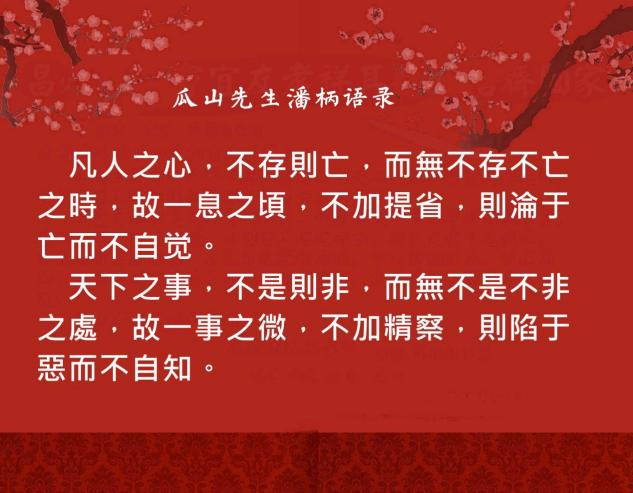 瓜山先生潘柄语录
凡人之心，不存則亡，而無不存不亡
之時，故一息之頃，不加提省，則淪于
亡而不自觉。
天下之事，不是則非，而無不是不非
之處，故一事之微，不加精察，則陷于
惡而不自知。